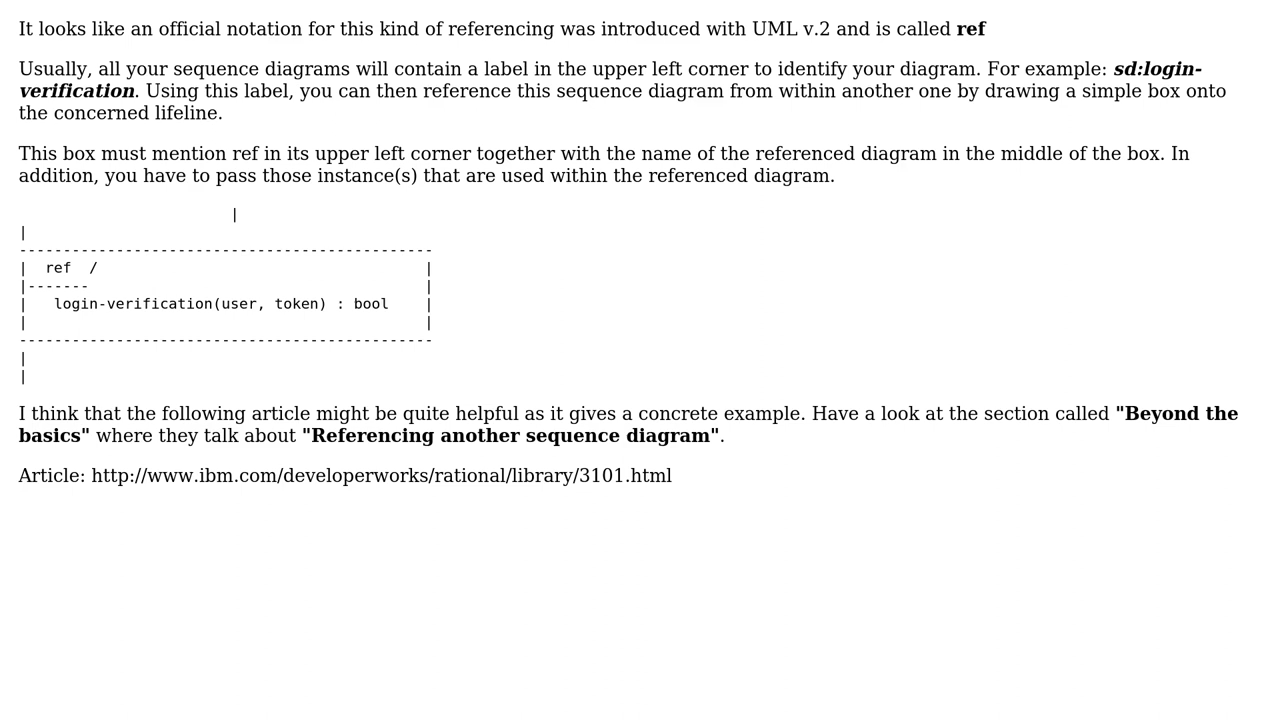 It looks like an official notation for this kind of referencing was introduced with UML v.2 and is called ref
Usually, all your sequence diagrams will contain a label in the upper left corner to identify your diagram. For example: sd:login-
verification. Using this label, you can then reference this sequence diagram from within another one by drawing a simple box onto
the concerned lifeline.
This box must mention ref in its upper left corner together with the name of the referenced diagram in the middle of the box. In
addition, you have to pass those instance(s) that are used within the referenced diagram.
                        |
|
-----------------------------------------------
|  ref  /                                     |
|-------                                      |
|   login-verification(user, token) : bool    |
|                                             |
-----------------------------------------------
|
|
I think that the following article might be quite helpful as it gives a concrete example. Have a look at the section called "Beyond the
basics" where they talk about "Referencing another sequence diagram".
Article: http://www.ibm.com/developerworks/rational/library/3101.html